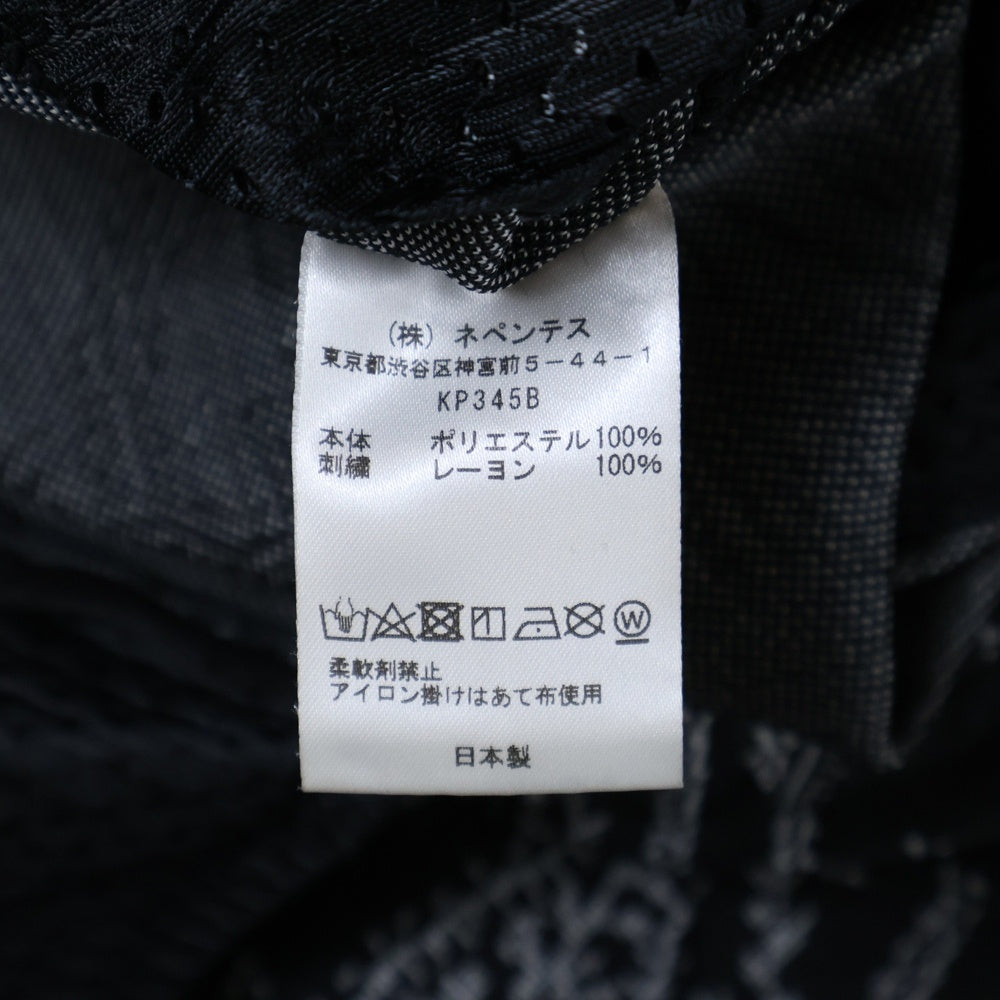 (株) ネペンテス
東京都渋谷区神宮前5-44-1
KP345B
本体 ポリエステル100%
刺繍 レーヨン 100%
W
柔軟剤禁止
アイロン掛けはあて布使用
日本製